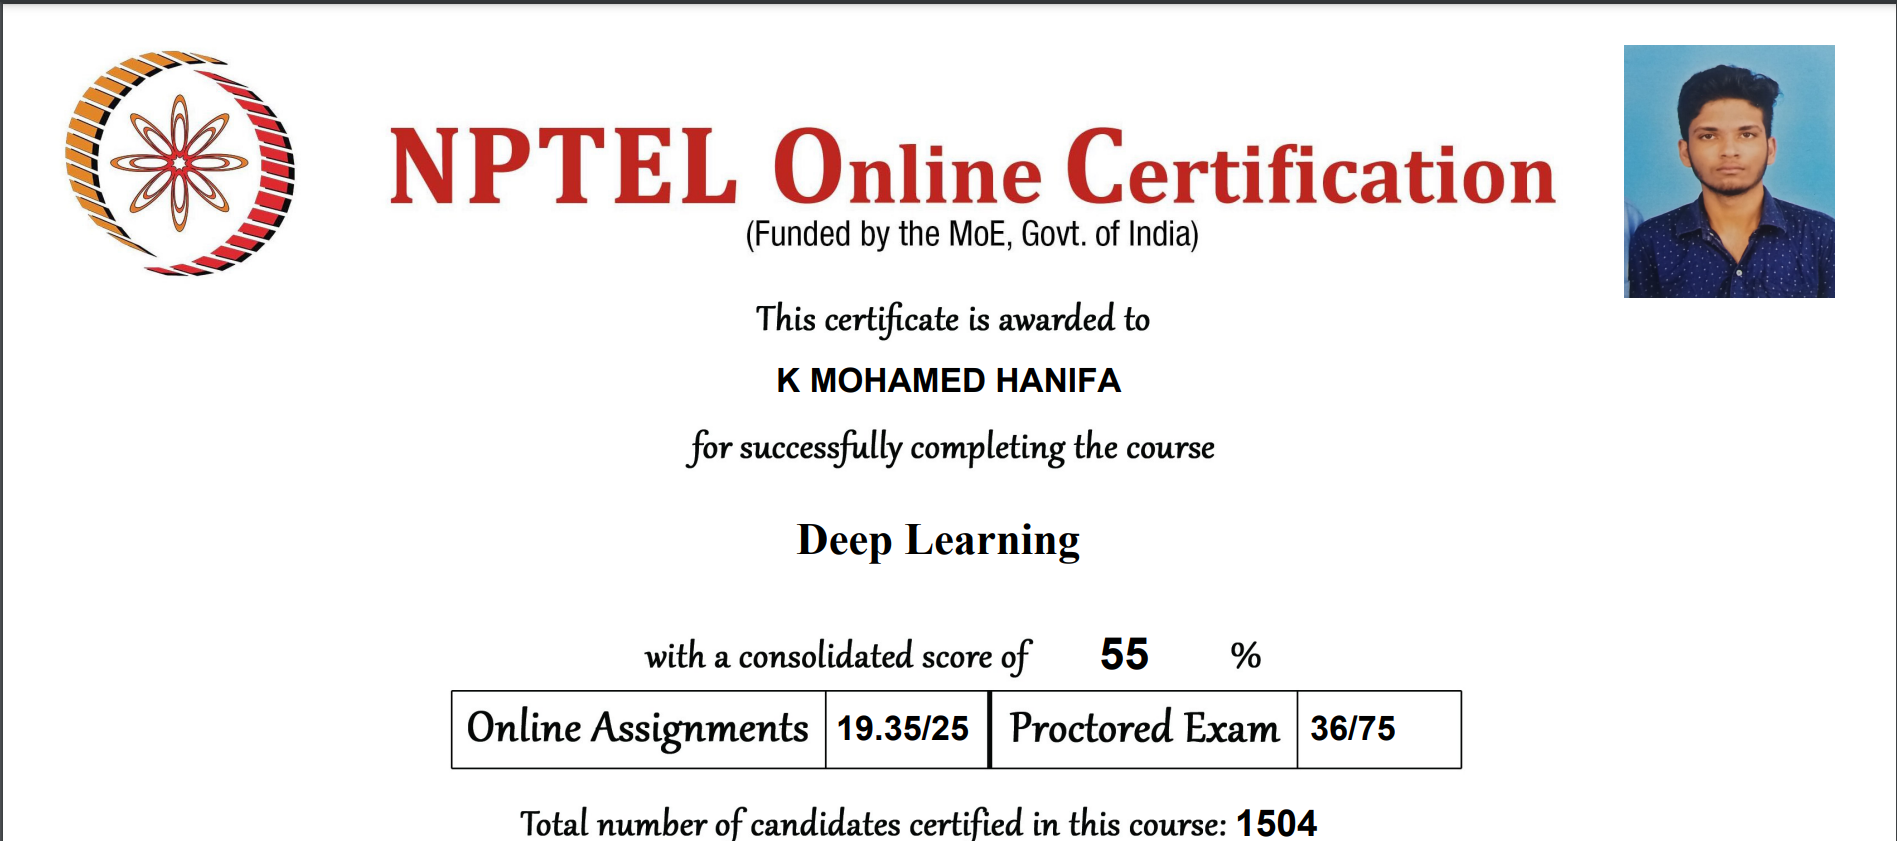 NPTEL Online Certification
(Funded by the MoE, Govt. of India)
This certificate is awarded to
K MOHAMED HANIFA
for successfully completing the course
Deep Learning
with a consolidated score of 55 %
Online Assignments 19.35/25 Proctored Exam 36/75
Total number of candidates certified in this course: 1504